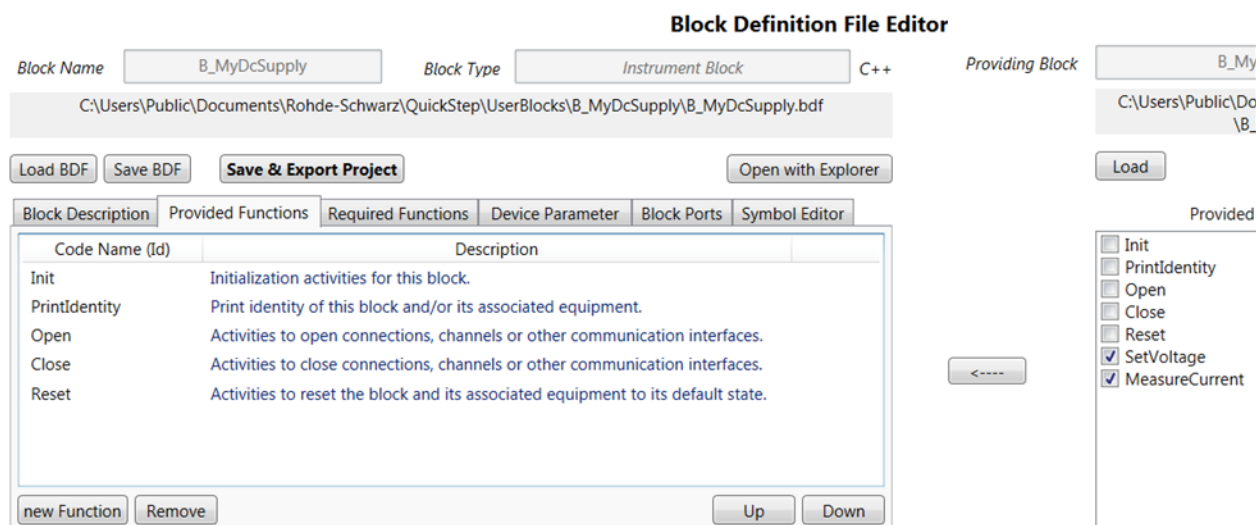 Block Definition File Editor
Block Name B_MyDcSupply Block Type Instrument Block C++ Providing Block B_My
C:\Users\Public\Documents\Rohde-Schwarz\QuickStep\UserBlocks\B_MyDcSupply\B_MyDcSupply.bdf C:\Users\Public\Do
\B_
Load BDF Save BDF Save & Export Project Open with Explorer Load
Block Description Provided Functions Required Functions Device Parameter Block Ports Symbol Editor Provided
Code Name (Id) Description
Init Initialization activities for this block.
PrintIdentity Print identity of this block and/or its associated equipment.
Open Activities to open connections, channels or other communication interfaces.
Close Activities to close connections, channels or other communication interfaces.
Reset Activities to reset the block and its associated equipment to its default state.
<----
Init
PrintIdentity
Open
Close
Reset
SetVoltage
MeasureCurrent
new Function Remove Up Down